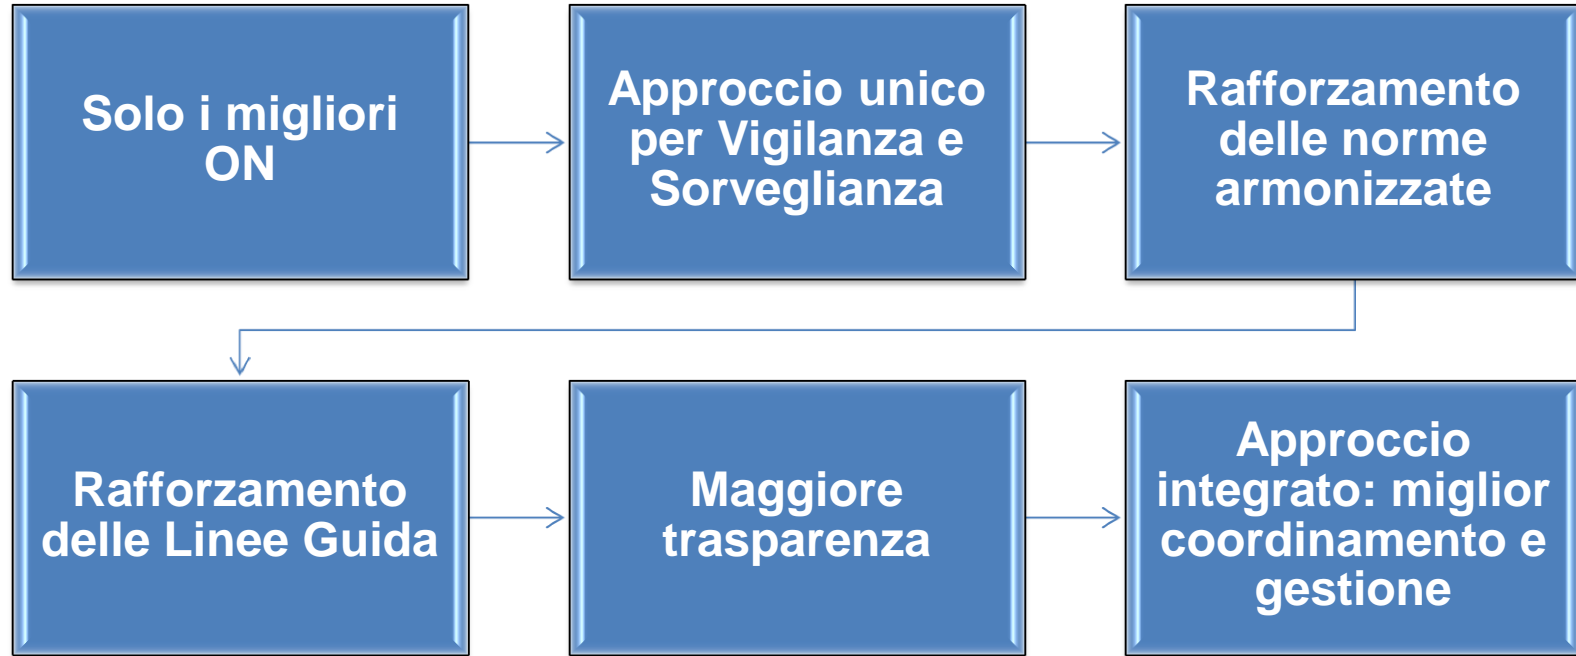 Solo i migliori
ON
Approccio unico
per Vigilanza e
Sorveglianza
Rafforzamento
delle norme
armonizzate
Rafforzamento
delle Linee Guida
Maggiore
trasparenza
Approccio
integrato: miglior
coordinamento e
gestione